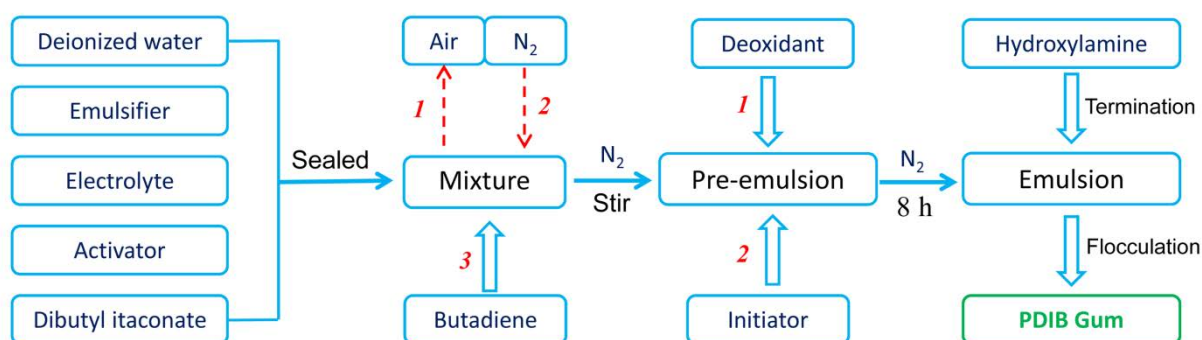 Deionized water
Emulsifier
Electrolyte
Activator
Dibutyl itaconate
Sealed
Air
N₂
1
2
Mixture
3
Butadiene
N₂
Stir
Deoxidant
1
Pre-emulsion
2
Initiator
N₂
8 h
Hydroxylamine
Termination
Emulsion
Flocculation
PDIB Gum